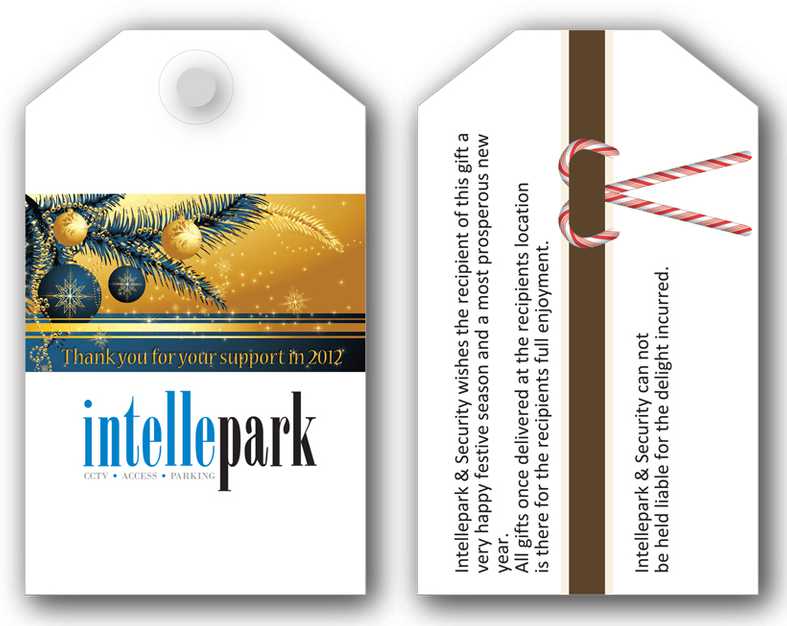 Thank you for your support in 2012
intellepark
CCTV • ACCESS • PARKING
Intellepark & Security wishes the recipient of this gift a
very happy festive season and a most prosperous new
year.
All gifts once delivered at the recipients location
is there for the recipients full enjoyment.
Intellepark & Security can not
be held liable for the delight incurred.